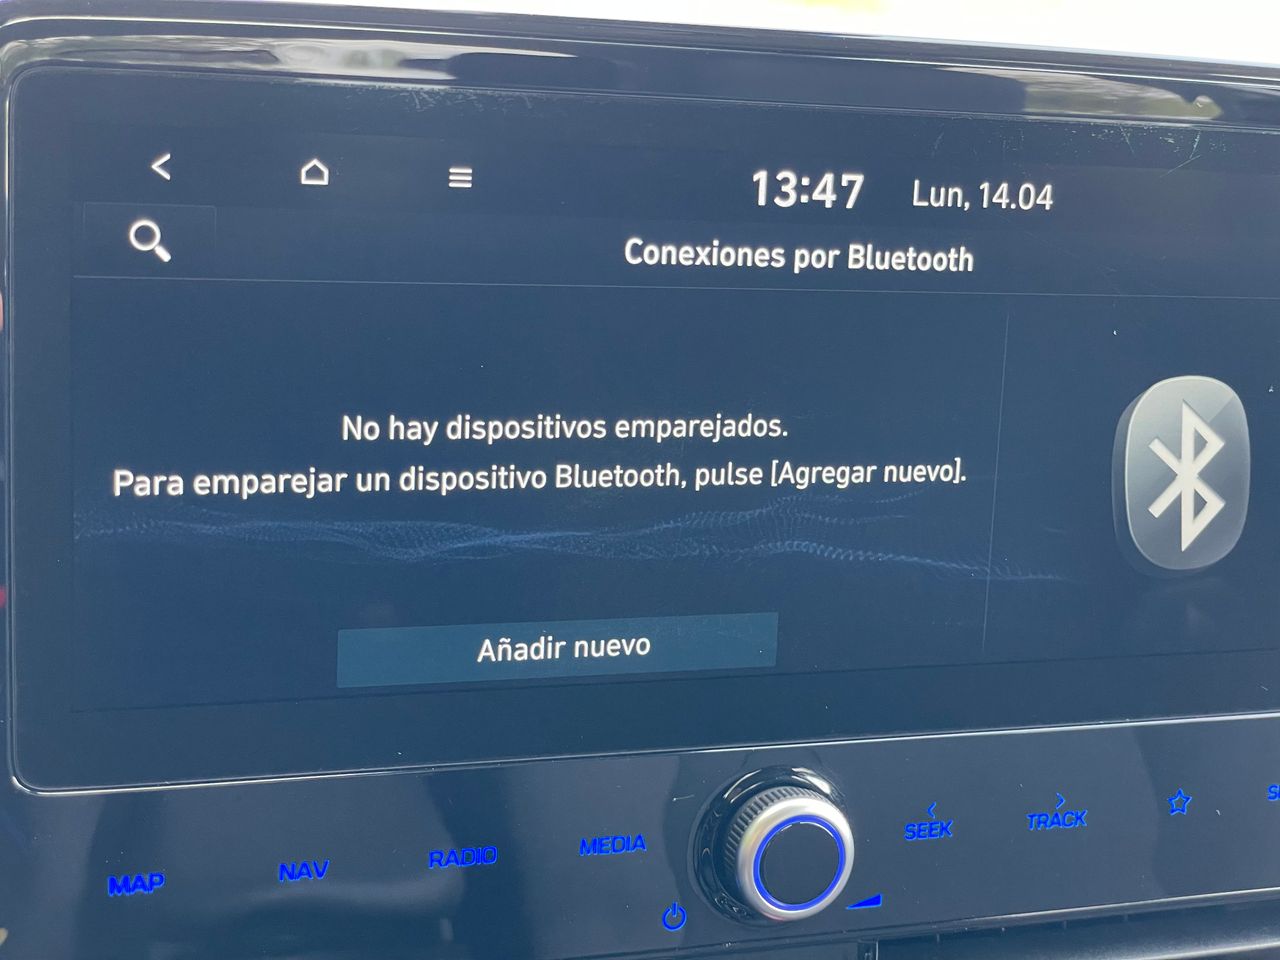 13:47 Lun, 14.04
Conexiones por Bluetooth
No hay dispositivos emparejados.
Para emparejar un dispositivo Bluetooth, pulse [Agregar nuevo].
Añadir nuevo
MAP NAV RADIO MEDIA SEEK TRACK